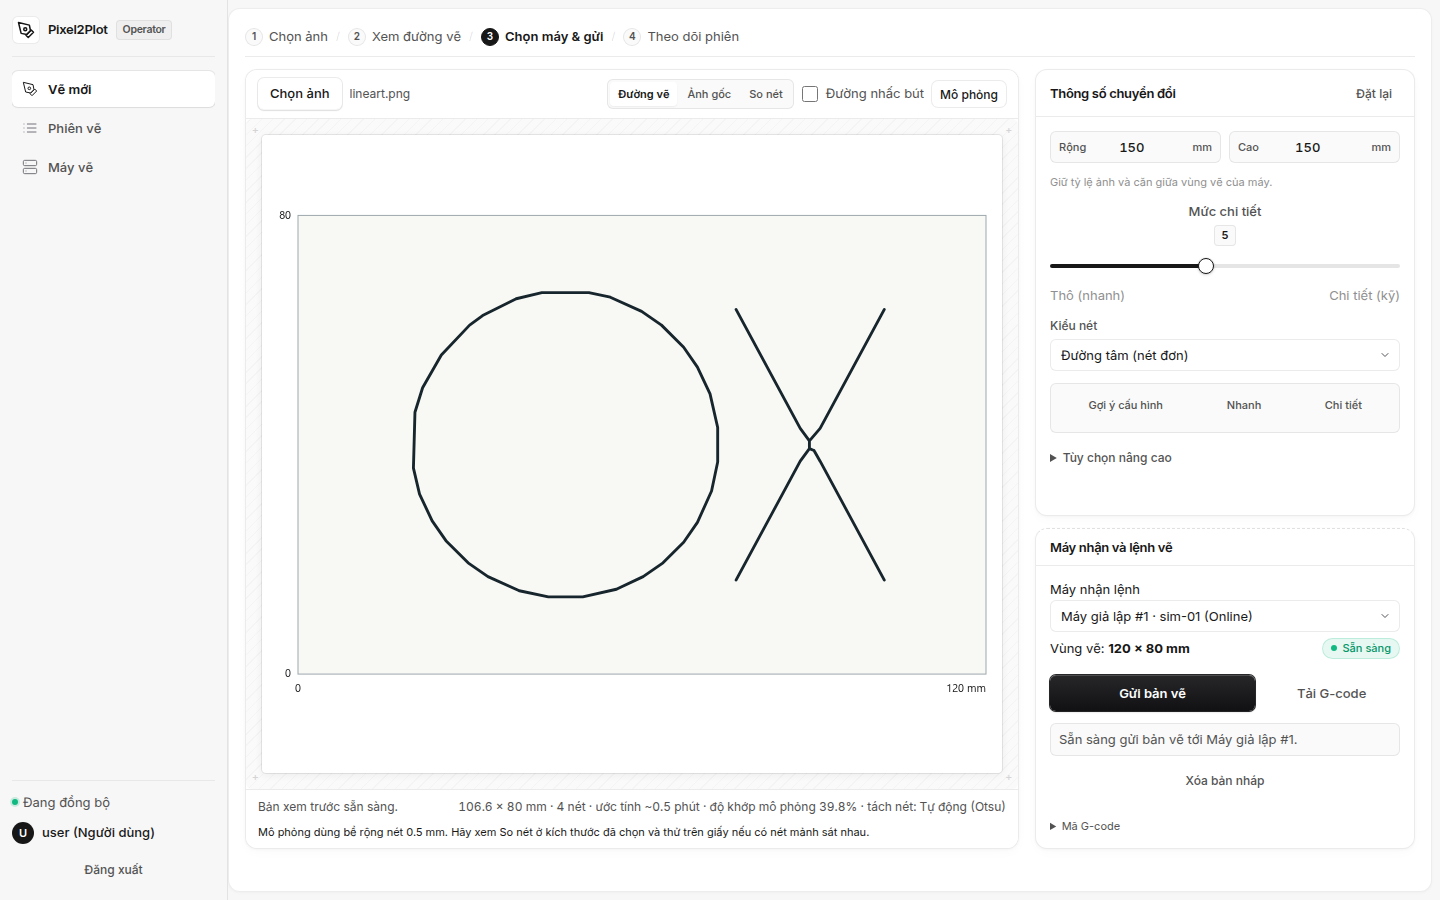 Pixel2Plot Operator
Vẽ mới
Phiên vẽ
Máy vẽ
Đang đồng bộ
U user (Người dùng)
Đăng xuất
1 Chọn ảnh / 2 Xem đường vẽ / 3 Chọn máy & gửi / 4 Theo dõi phiên
Chọn ảnh lineart.png Đường vẽ Ảnh gốc So nét Đường nhấc bút Mô phỏng
80
0
0 120 mm
Bản xem trước sẵn sàng. 106.6 × 80 mm · 4 nét · ước tính ~0.5 phút · độ khớp mô phỏng 39.8% · tách nét: Tự động (Otsu)
Mô phỏng dùng bề rộng nét 0.5 mm. Hãy xem So nét ở kích thước đã chọn và thử trên giấy nếu có nét mảnh sát nhau.
Thông số chuyển đổi Đặt lại
Rộng 150 mm Cao 150 mm
Giữ tỷ lệ ảnh và căn giữa vùng vẽ của máy.
Mức chi tiết
5
Thô (nhanh) Chi tiết (kỹ)
Kiểu nét
Đường tâm (nét đơn)
Gợi ý cấu hình Nhanh Chi tiết
Tùy chọn nâng cao
Máy nhận và lệnh vẽ
Máy nhận lệnh
Máy giả lập #1 · sim-01 (Online)
Vùng vẽ: 120 × 80 mm Sẵn sàng
Gửi bản vẽ Tải G-code
Sẵn sàng gửi bản vẽ tới Máy giả lập #1.
Xóa bản nháp
Mã G-code